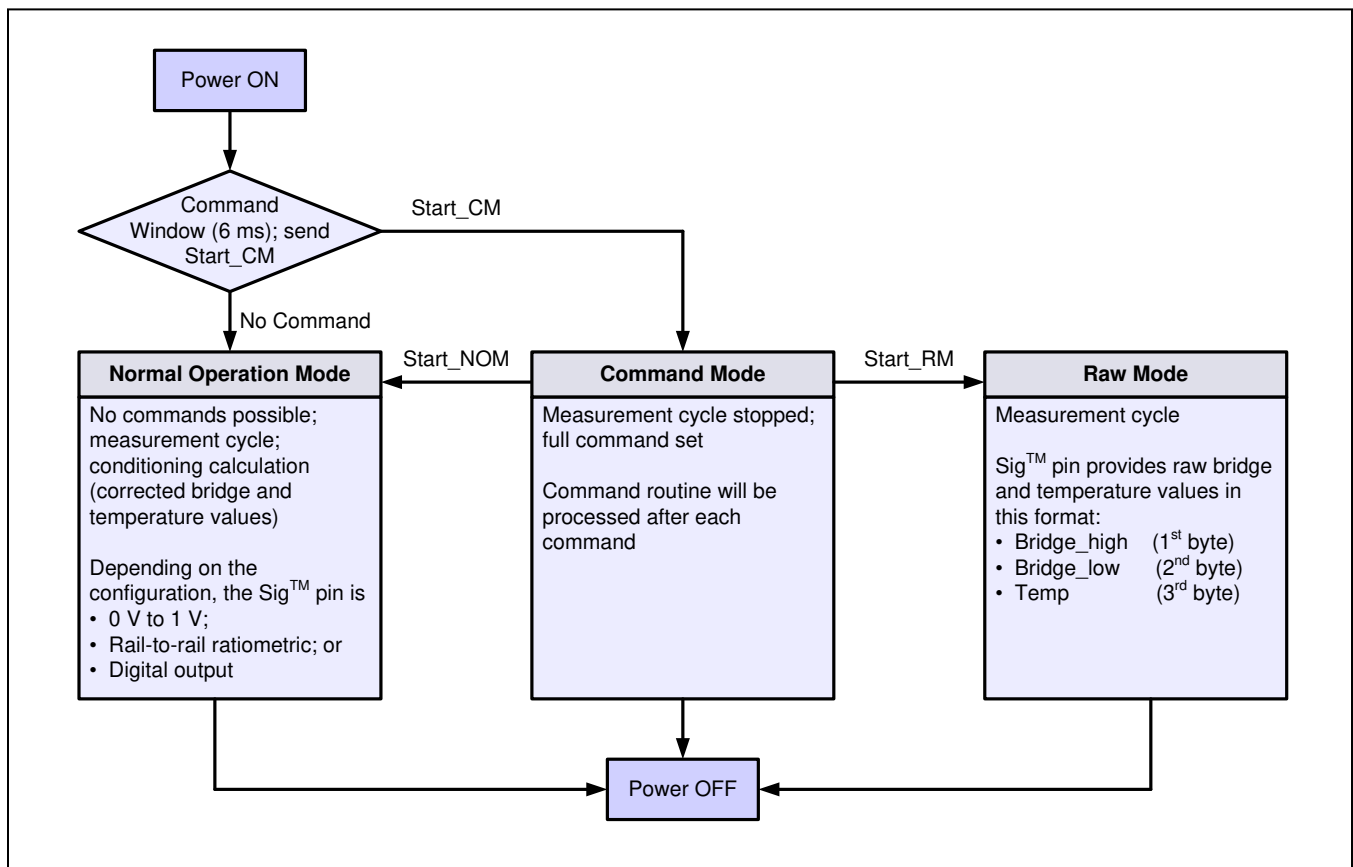 Power ON
Command
Window (6 ms); send
Start_CM
Start_CM
No Command
Start_NOM
Start_RM
Normal Operation Mode
No commands possible;
measurement cycle;
conditioning calculation
(corrected bridge and
temperature values)
Depending on the
configuration, the Sig™ pin is
• 0 V to 1 V;
• Rail-to-rail ratiometric; or
• Digital output
Command Mode
Measurement cycle stopped;
full command set
Command routine will be
processed after each
command
Raw Mode
Measurement cycle
Sig™ pin provides raw bridge
and temperature values in
this format:
• Bridge_high (1st byte)
• Bridge_low (2nd byte)
• Temp (3rd byte)
Power OFF